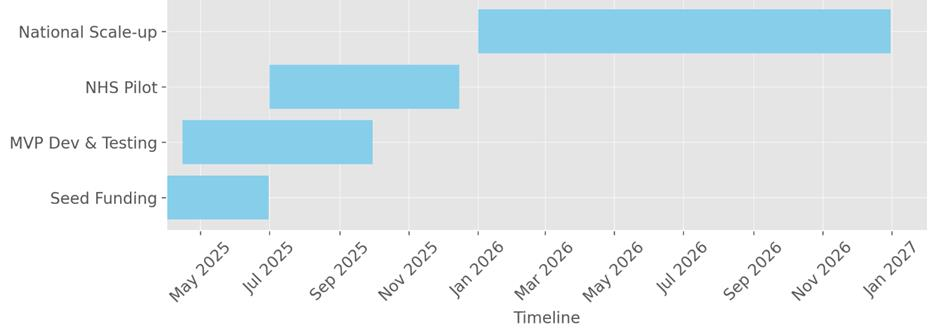 National Scale-up
NHS Pilot
MVP Dev & Testing
Seed Funding
May 2025
Jul 2025
Sep 2025
Nov 2025
Jan 2026
Mar 2026
May 2026
Jul 2026
Sep 2026
Nov 2026
Jan 2027
Timeline